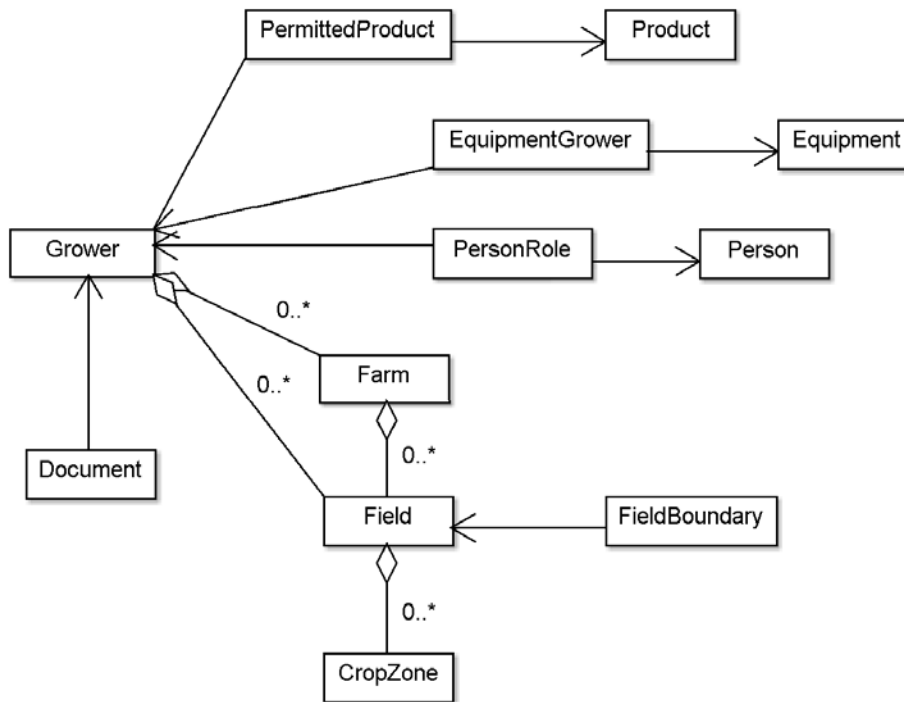 PermittedProduct
Product
EquipmentGrower
Equipment
Grower
PersonRole
Person
0..*
0..*
Farm
0..*
Document
Field
FieldBoundary
0..*
CropZone